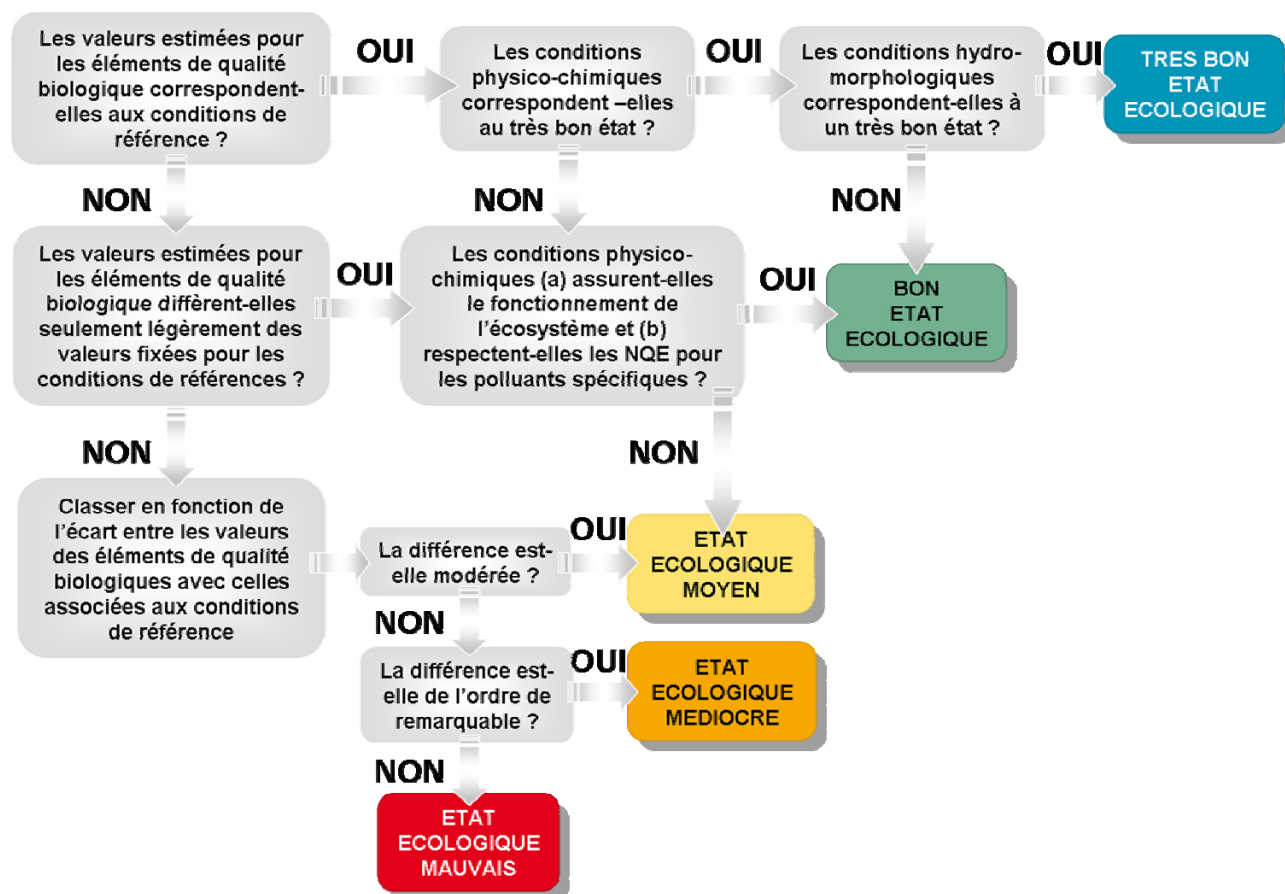 Les valeurs estimées pour
les éléments de qualité
biologique correspondent-
elles aux conditions de
référence ?
OUI
Les conditions
physico-chimiques
correspondent –elles
au très bon état ?
OUI
Les conditions hydro-
morphologiques
correspondent-elles à
un très bon état ?
OUI
TRES BON
ETAT
ECOLOGIQUE
NON
NON
NON
Les valeurs estimées pour
les éléments de qualité
biologique diffèrent-elles
seulement légèrement des
valeurs fixées pour les
conditions de références ?
OUI
Les conditions physico-
chimiques (a) assurent-elles
le fonctionnement de
l'écosystème et (b)
respectent-elles les NQE pour
les polluants spécifiques ?
OUI
BON
ETAT
ECOLOGIQUE
NON
NON
Classer en fonction de
l'écart entre les valeurs
des éléments de qualité
biologiques avec celles
associées aux conditions
de référence
La différence est-
elle modérée ?
OUI
ETAT
ECOLOGIQUE
MOYEN
NON
La différence est-
elle de l'ordre de
remarquable ?
OUI
ETAT
ECOLOGIQUE
MEDIOCRE
NON
ETAT
ECOLOGIQUE
MAUVAIS